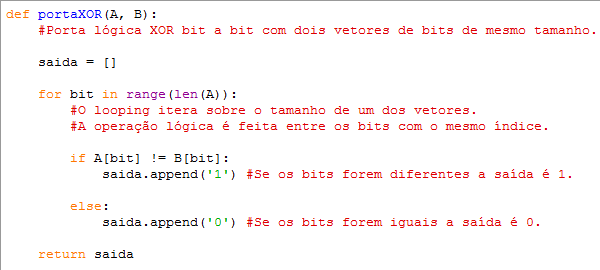 def portaXOR(A, B):
    #Porta lógica XOR bit a bit com dois vetores de bits de mesmo tamanho.
    saida = []
    for bit in range(len(A)):
        #O looping itera sobre o tamanho de um dos vetores.
        #A operação lógica é feita entre os bits com o mesmo índice.
        if A[bit] != B[bit]:
            saida.append('1') #Se os bits forem diferentes a saída é 1.
        else:
            saida.append('0') #Se os bits forem iguais a saída é 0.
    return saida